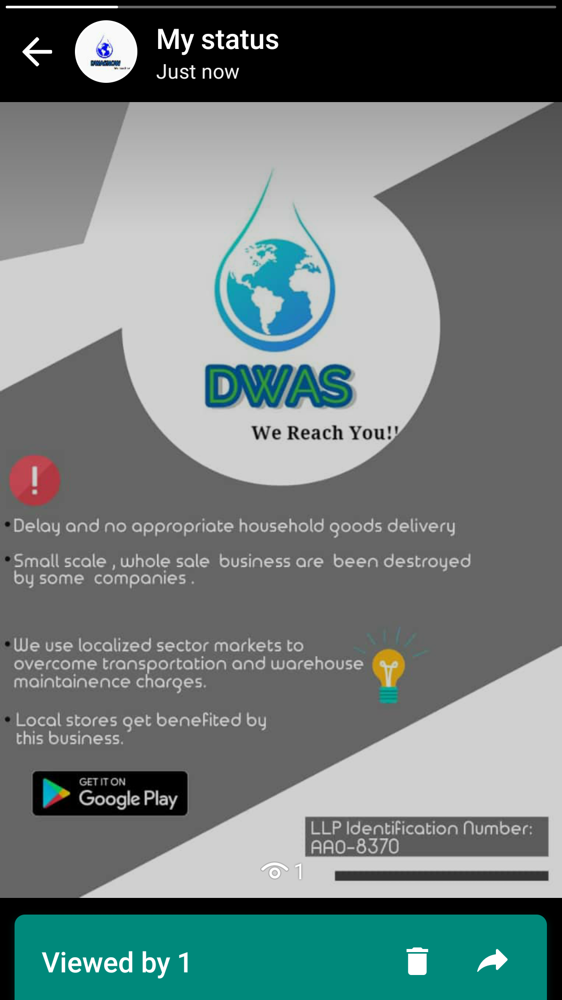 My status
Just now
DWASNOW
DWAS
We Reach You!!
!
•Delay and no appropriate household goods delivery
•Small scale , whole sale business are been destroyed
by some companies .
•We use localized sector markets to
overcome transportation and warehouse
maintainence charges.
• Local stores get benefited by
this business.
GET IT ON
Google Play
LLP Identification Number:
AAO-8370
1
Viewed by 1